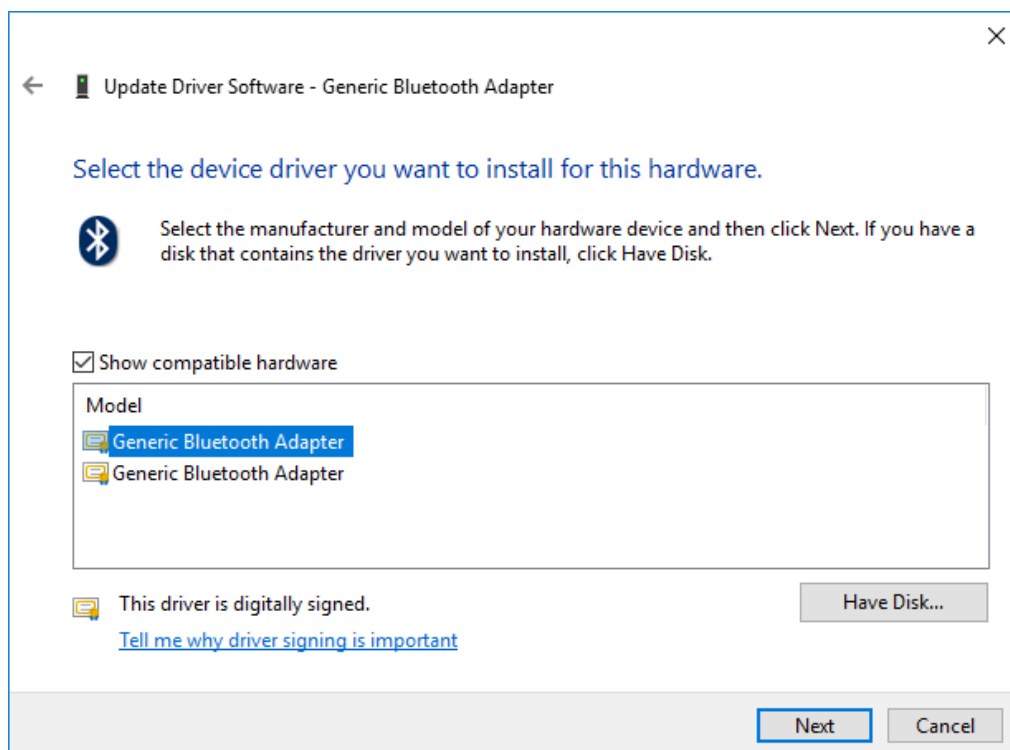 Update Driver Software - Generic Bluetooth Adapter
Select the device driver you want to install for this hardware.
Select the manufacturer and model of your hardware device and then click Next. If you have a
disk that contains the driver you want to install, click Have Disk.
Show compatible hardware
Model
Generic Bluetooth Adapter
Generic Bluetooth Adapter
This driver is digitally signed.
Have Disk...
Tell me why driver signing is important
Next
Cancel